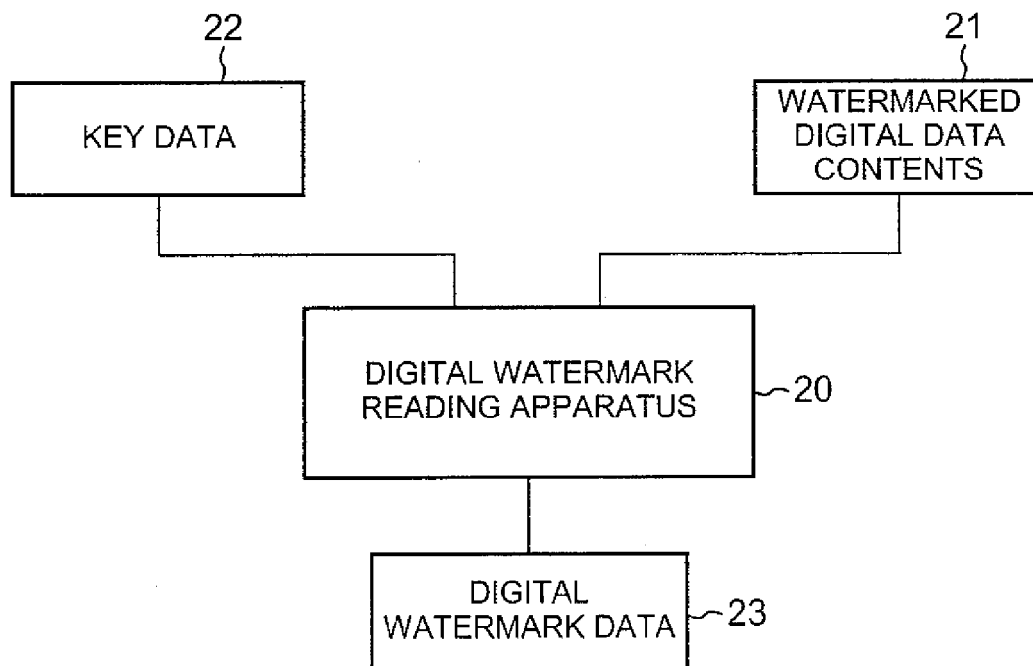 22
KEY DATA
21
WATERMARKED
DIGITAL DATA
CONTENTS
DIGITAL WATERMARK
READING APPARATUS
20
DIGITAL
WATERMARK DATA
23